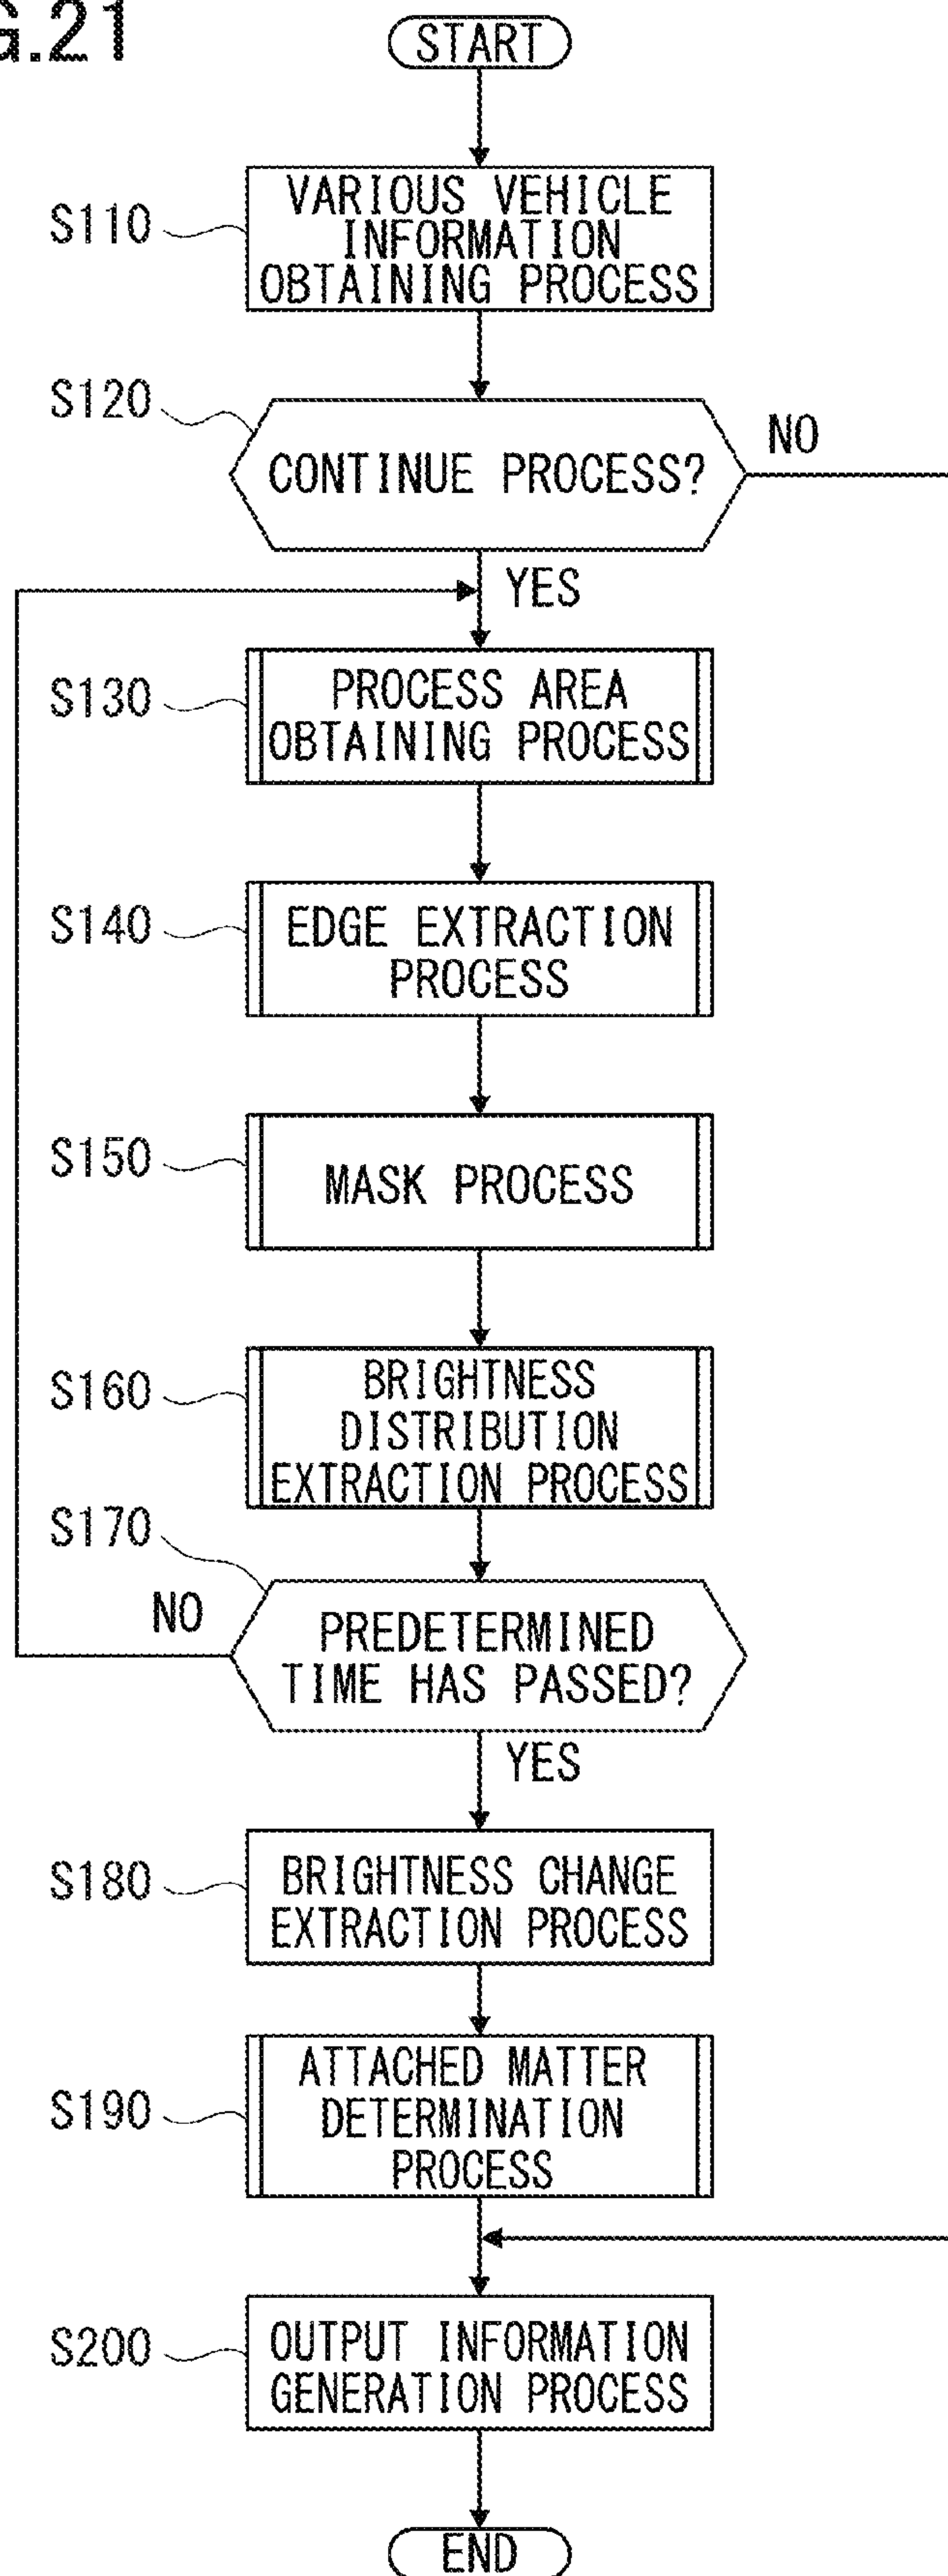 G.21
START
S110
VARIOUS VEHICLE
INFORMATION
OBTAINING PROCESS
S120
CONTINUE PROCESS?
NO
YES
S130
PROCESS AREA
OBTAINING PROCESS
S140
EDGE EXTRACTION
PROCESS
S150
MASK PROCESS
S160
BRIGHTNESS
DISTRIBUTION
EXTRACTION PROCESS
S170
NO
PREDETERMINED
TIME HAS PASSED?
YES
S180
BRIGHTNESS CHANGE
EXTRACTION PROCESS
S190
ATTACHED MATTER
DETERMINATION
PROCESS
S200
OUTPUT INFORMATION
GENERATION PROCESS
END